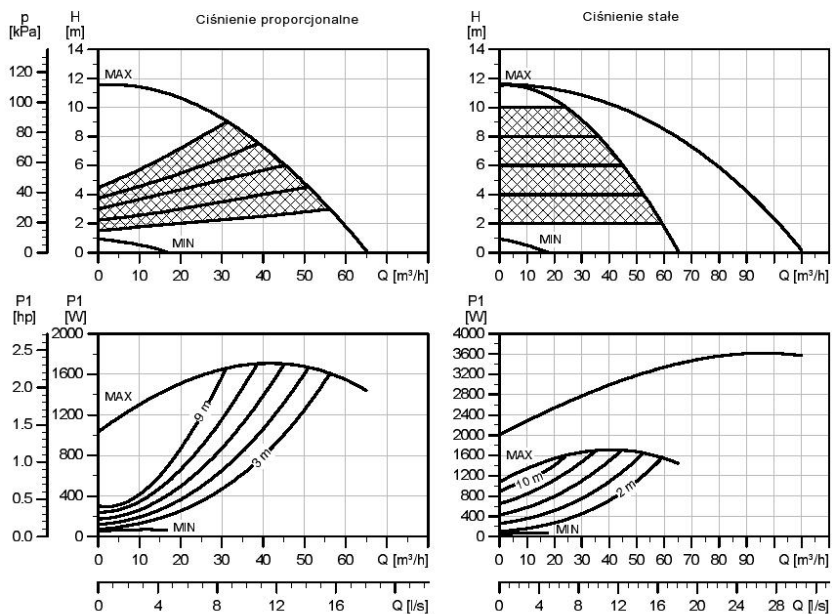 Ciśnienie proporcjonalne
p
[kPa]
H
[m]
14
120
12
MAX
100
10
80
8
60
6
40
4
20
2
MIN
0
0
0 10 20 30 40 50 60 Q [m³/h]
Ciśnienie stałe
H
[m]
14
12
MAX
10
8
6
4
2
MIN
0
0 10 20 30 40 50 60 70 80 90 Q [m³/h]
P1
[hp]
P1
[W]
2000
2.5
2.0
1600
MAX
9 m
1.5
1200
1.0
800
3 m
0.5
400
MIN
0.0
0
0 10 20 30 40 50 60 Q [m³/h]
0 4 8 12 16 Q [l/s]
P1
[W]
4000
3600
3200
2800
2400
2000
1600
MAX
1200
10 m
800
2 m
400
MIN
0
0 10 20 30 40 50 60 70 80 90 Q [m³/h]
0 4 8 12 16 20 24 28 Q [l/s]